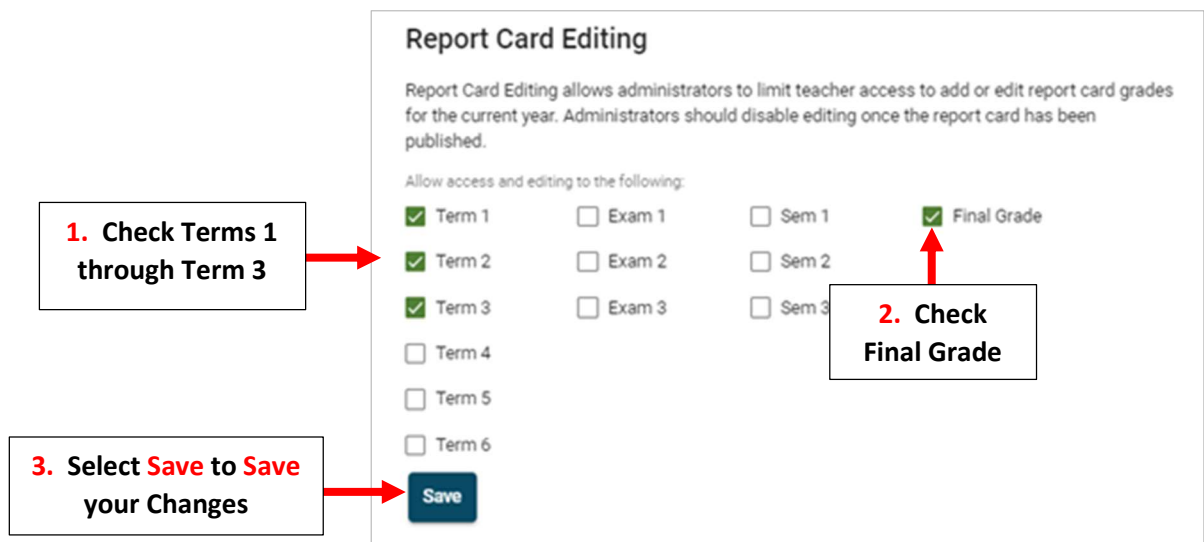 Report Card Editing
Report Card Editing allows administrators to limit teacher access to add or edit report card grades
for the current year. Administrators should disable editing once the report card has been
published.
Allow access and editing to the following:
Term 1 Exam 1 Sem 1 Final Grade
1. Check Terms 1
through Term 3
Term 2 Exam 2 Sem 2
Term 3 Exam 3 Sem 3
2. Check
Final Grade
Term 4
Term 5
Term 6
3. Select Save to Save
your Changes
Save